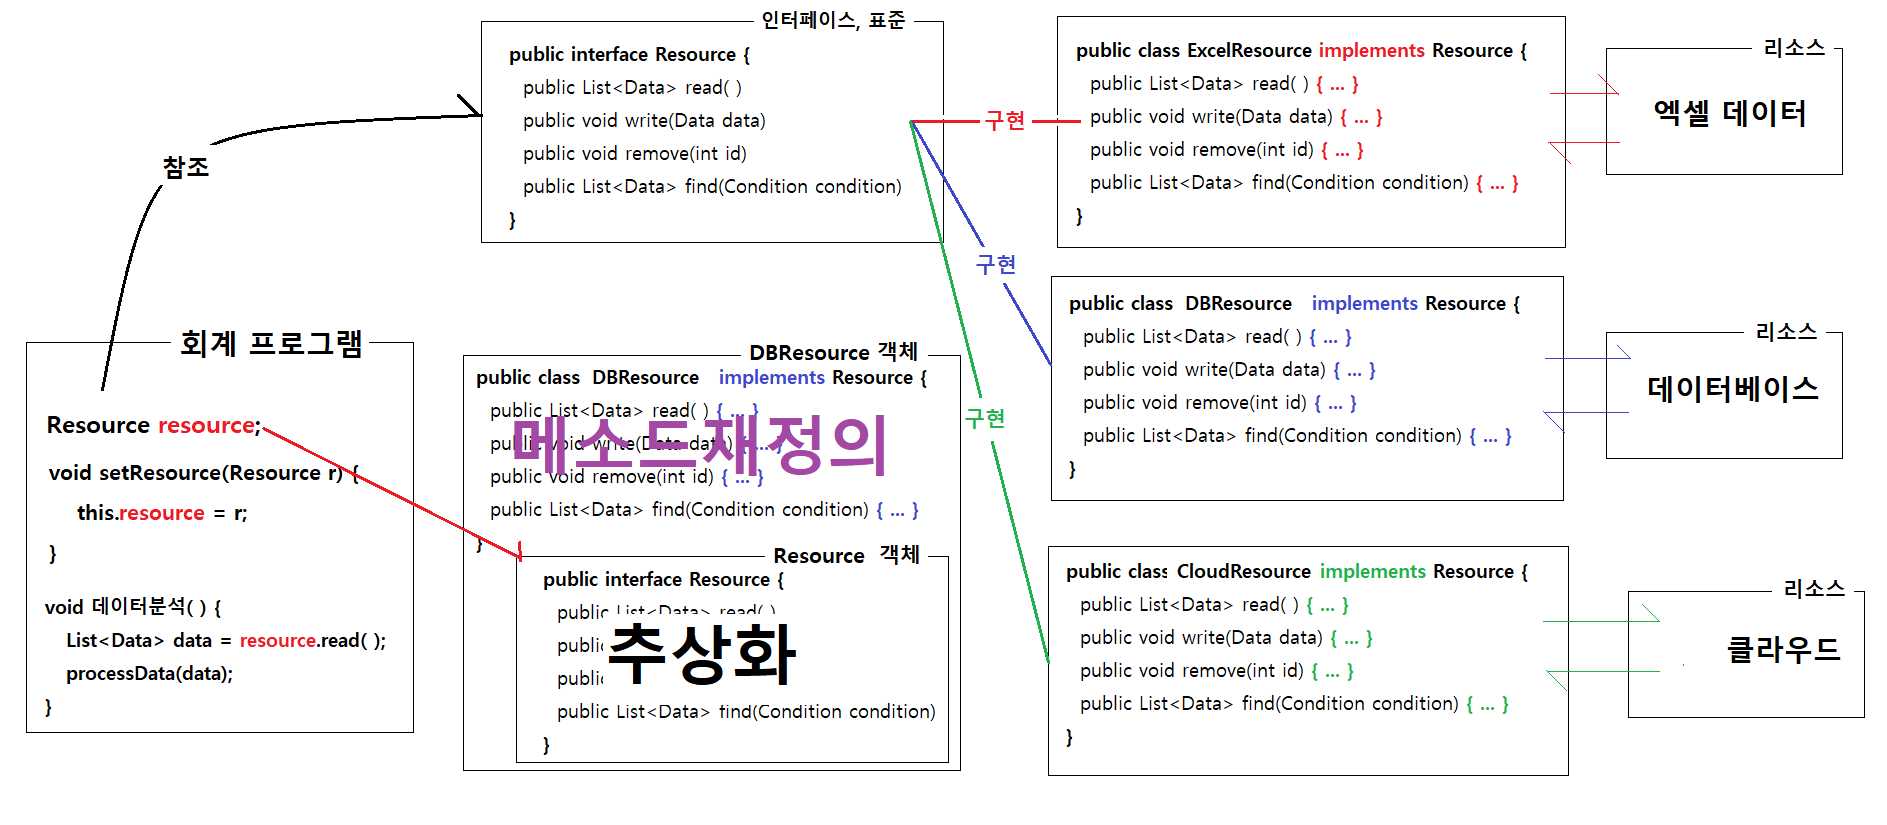 인터페이스, 표준
public interface Resource {
public List<Data> read( )
public void write(Data data)
public void remove(int id)
public List<Data> find(Condition condition)
}
참조
구현
구현
구현
public class ExcelResource implements Resource {
public List<Data> read( ) { ... }
public void write(Data data) { ... }
public void remove(int id) { ... }
public List<Data> find(Condition condition) { ... }
}
리소스
엑셀 데이터
public class DBResource implements Resource {
public List<Data> read( ) { ... }
public void write(Data data) { ... }
public void remove(int id) { ... }
public List<Data> find(Condition condition) { ... }
}
리소스
데이터베이스
public class CloudResource implements Resource {
public List<Data> read( ) { ... }
public void write(Data data) { ... }
public void remove(int id) { ... }
public List<Data> find(Condition condition) { ... }
}
리소스
클라우드
회계 프로그램
Resource resource;
void setResource(Resource r) {
this.resource = r;
}
void 데이터분석( ) {
List<Data> data = resource.read( );
processData(data);
}
DBResource 객체
public class DBResource implements Resource {
public List<Data> read( ) { ... }
public void write(Data data) { ... }
메소드재정의
public void remove(int id) { ... }
public List<Data> find(Condition condition) { ... }
}
Resource 객체
public interface Resource {
public List<Data> read( )
추상화
public List<Data> find(Condition condition)
}